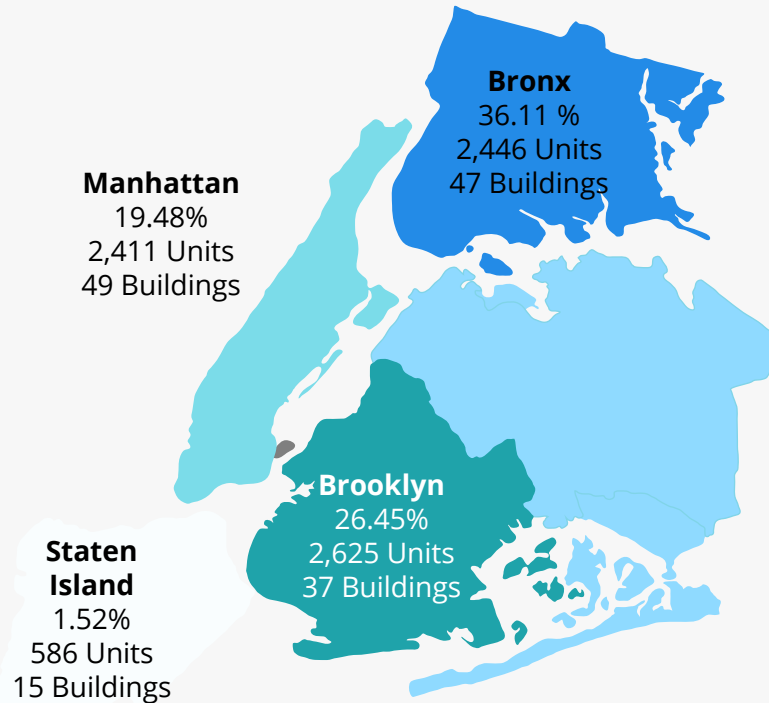 Bronx
36.11 %
2,446 Units
47 Buildings
Manhattan
19.48%
2,411 Units
49 Buildings
Brooklyn
26.45%
2,625 Units
37 Buildings
Staten
Island
1.52%
586 Units
15 Buildings